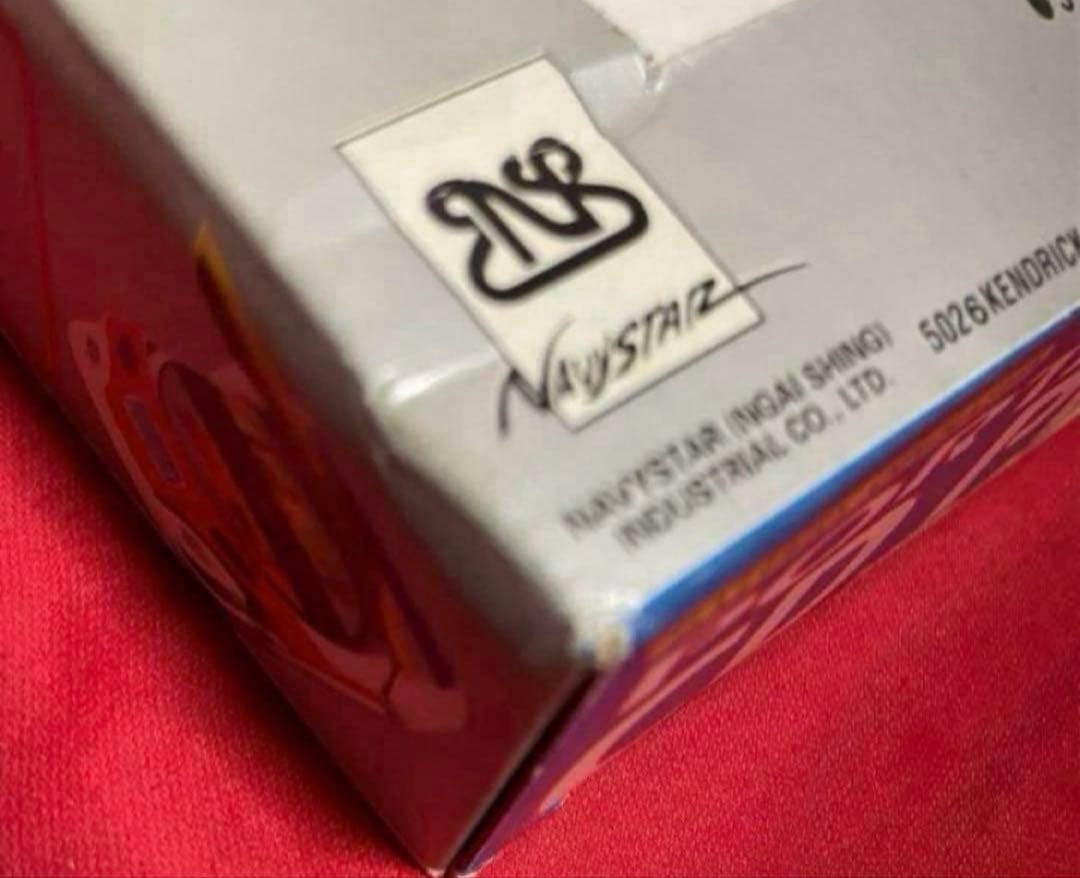 NAVYSTAR
NAVYSTAR (NGAI SHING)
INDUSTRIAL CO., LTD.
5026 KENDRICK